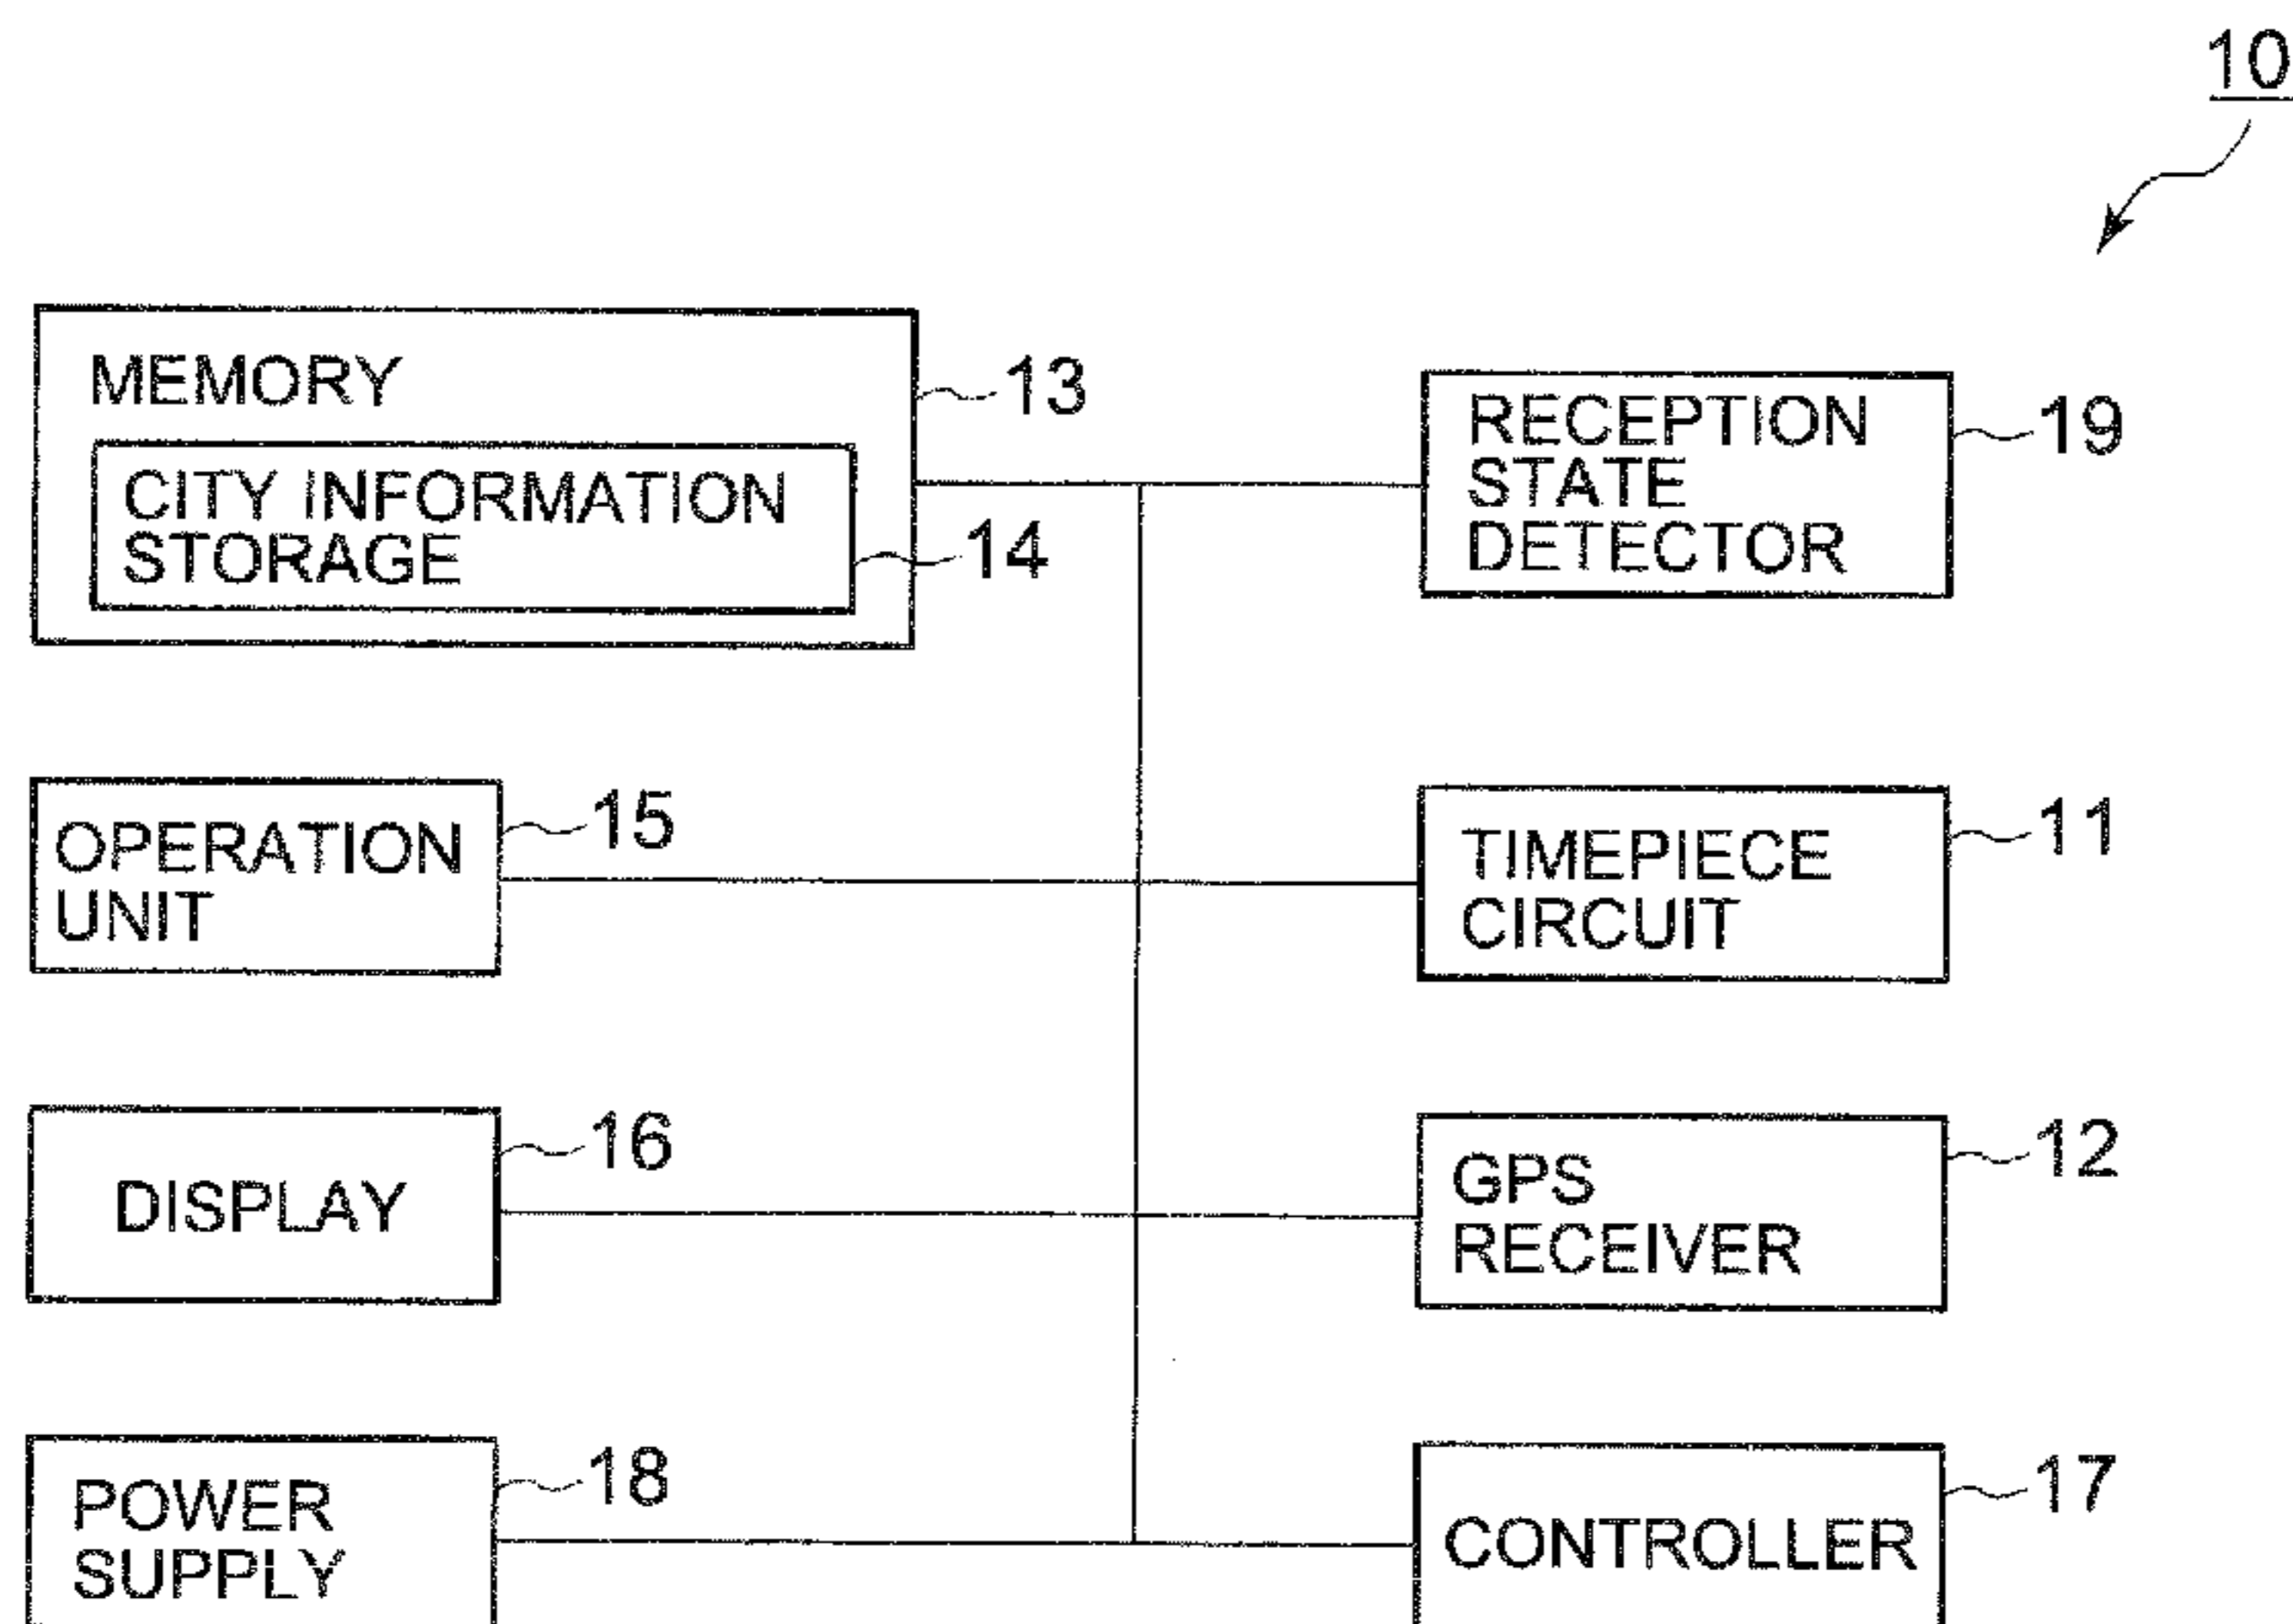 10
MEMORY
13
CITY INFORMATION
STORAGE
14
RECEPTION
STATE
DETECTOR
19
OPERATION
UNIT
15
TIMEPIECE
CIRCUIT
11
DISPLAY
16
GPS
RECEIVER
12
POWER
SUPPLY
18
CONTROLLER
17